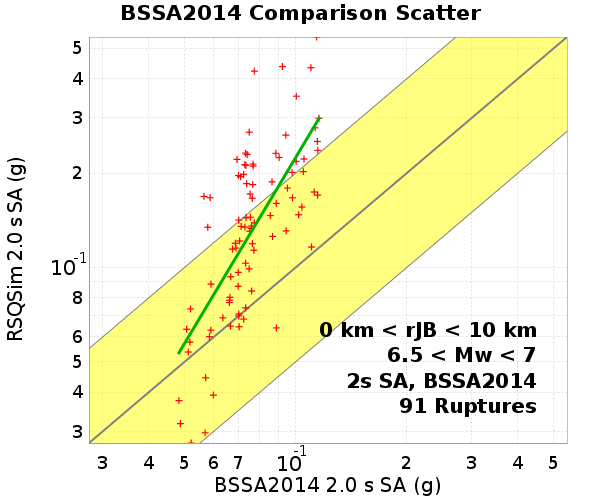 BSSA2014 Comparison Scatter
RSQSim 2.0 s SA (g)
5
4
3
2
10-1
8
6
5
4
3
0 km < rJB < 10 km
6.5 < Mw < 7
2s SA, BSSA2014
91 Ruptures
3 4 5 6 7 10-1 2 3 4 5
BSSA2014 2.0 s SA (g)